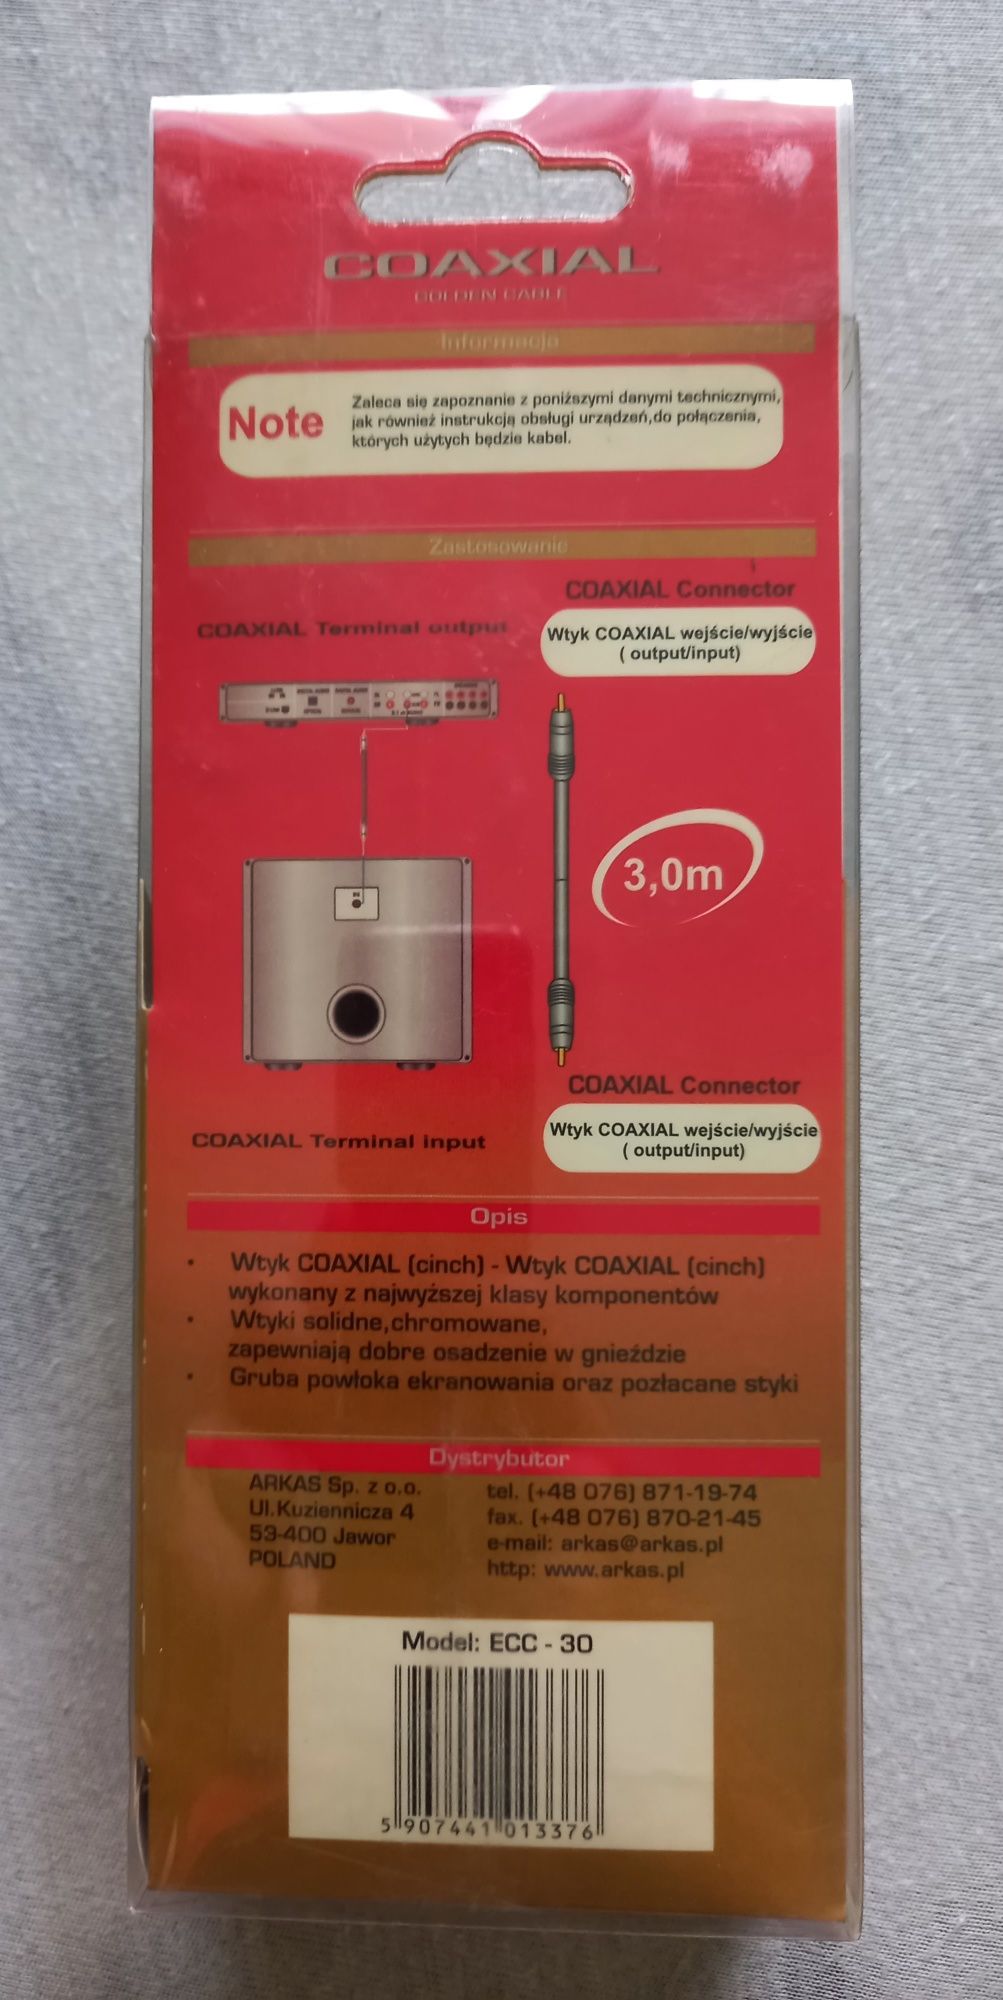 COAXIAL
GOLDEN CABLE
Informacja
Note
Zaleca się zapoznanie z poniższymi danymi technicznymi,
jak również instrukcją obsługi urządzeń,do połączenia,
których użytych będzie kabel.
Zastosowanie
COAXIAL Connector
Wtyk COAXIAL wejście/wyjście
( output/input)
COAXIAL Terminal output
3,0m
COAXIAL Connector
Wtyk COAXIAL wejście/wyjście
( output/input)
COAXIAL Terminal input
Opis
• Wtyk COAXIAL (cinch) - Wtyk COAXIAL (cinch)
wykonany z najwyższej klasy komponentów
• Wtyki solidne,chromowane,
zapewniają dobre osadzenie w gnieździe
• Gruba powłoka ekranowania oraz pozłacane styki
Dystrybutor
ARKAS Sp. z o.o.
Ul.Kuziennicza 4
59-400 Jawor
POLAND
tel. (+48 076) 871-19-74
fax. (+48 076) 870-21-45
e-mail: arkas@arkas.pl
http: www.arkas.pl
Model: ECC - 30
5 907441 013376